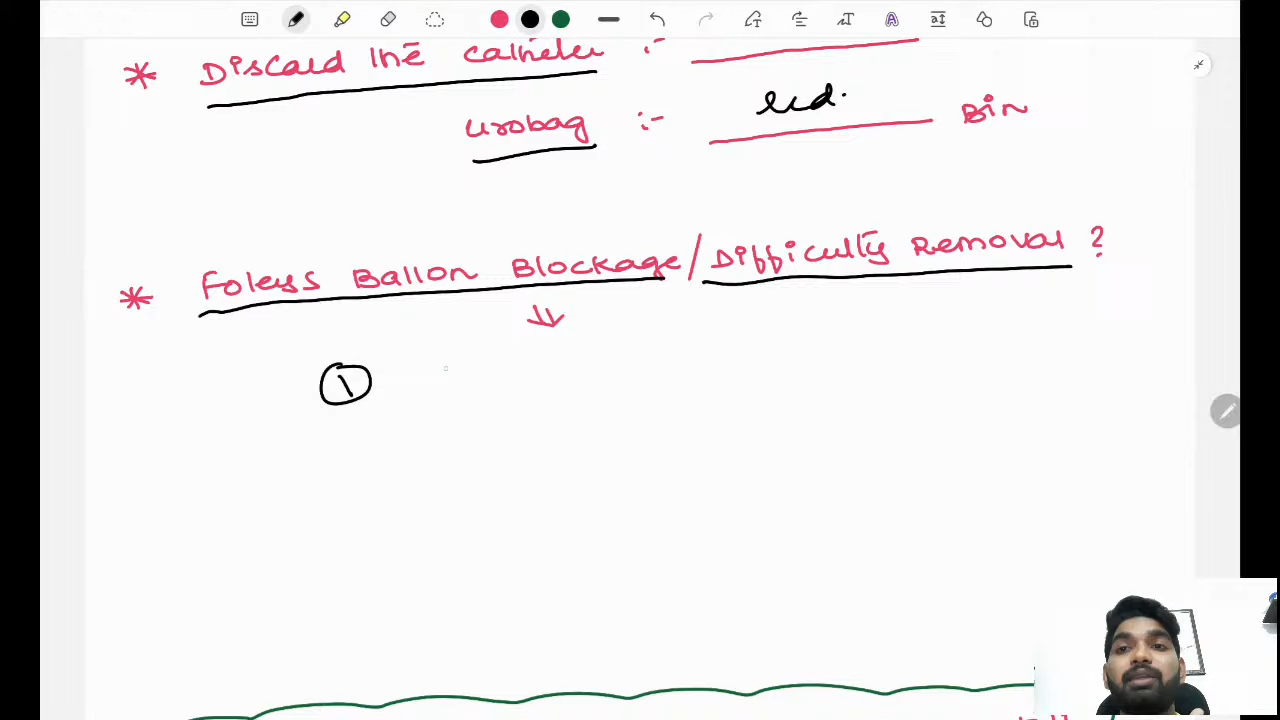 * Discard the catheter :-
urobag :- red. Bin
* Foleys Ballon Blockage/Difficulty Removal ?
1